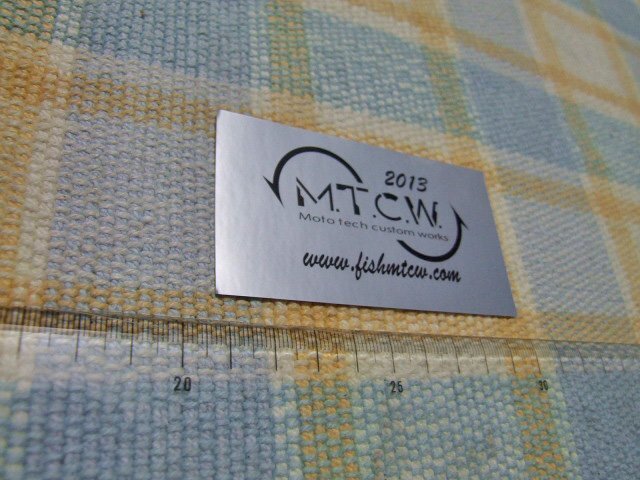 2013
M.T.C.W.
Moto tech custom works
www.fishmtcw.com
20 25 30